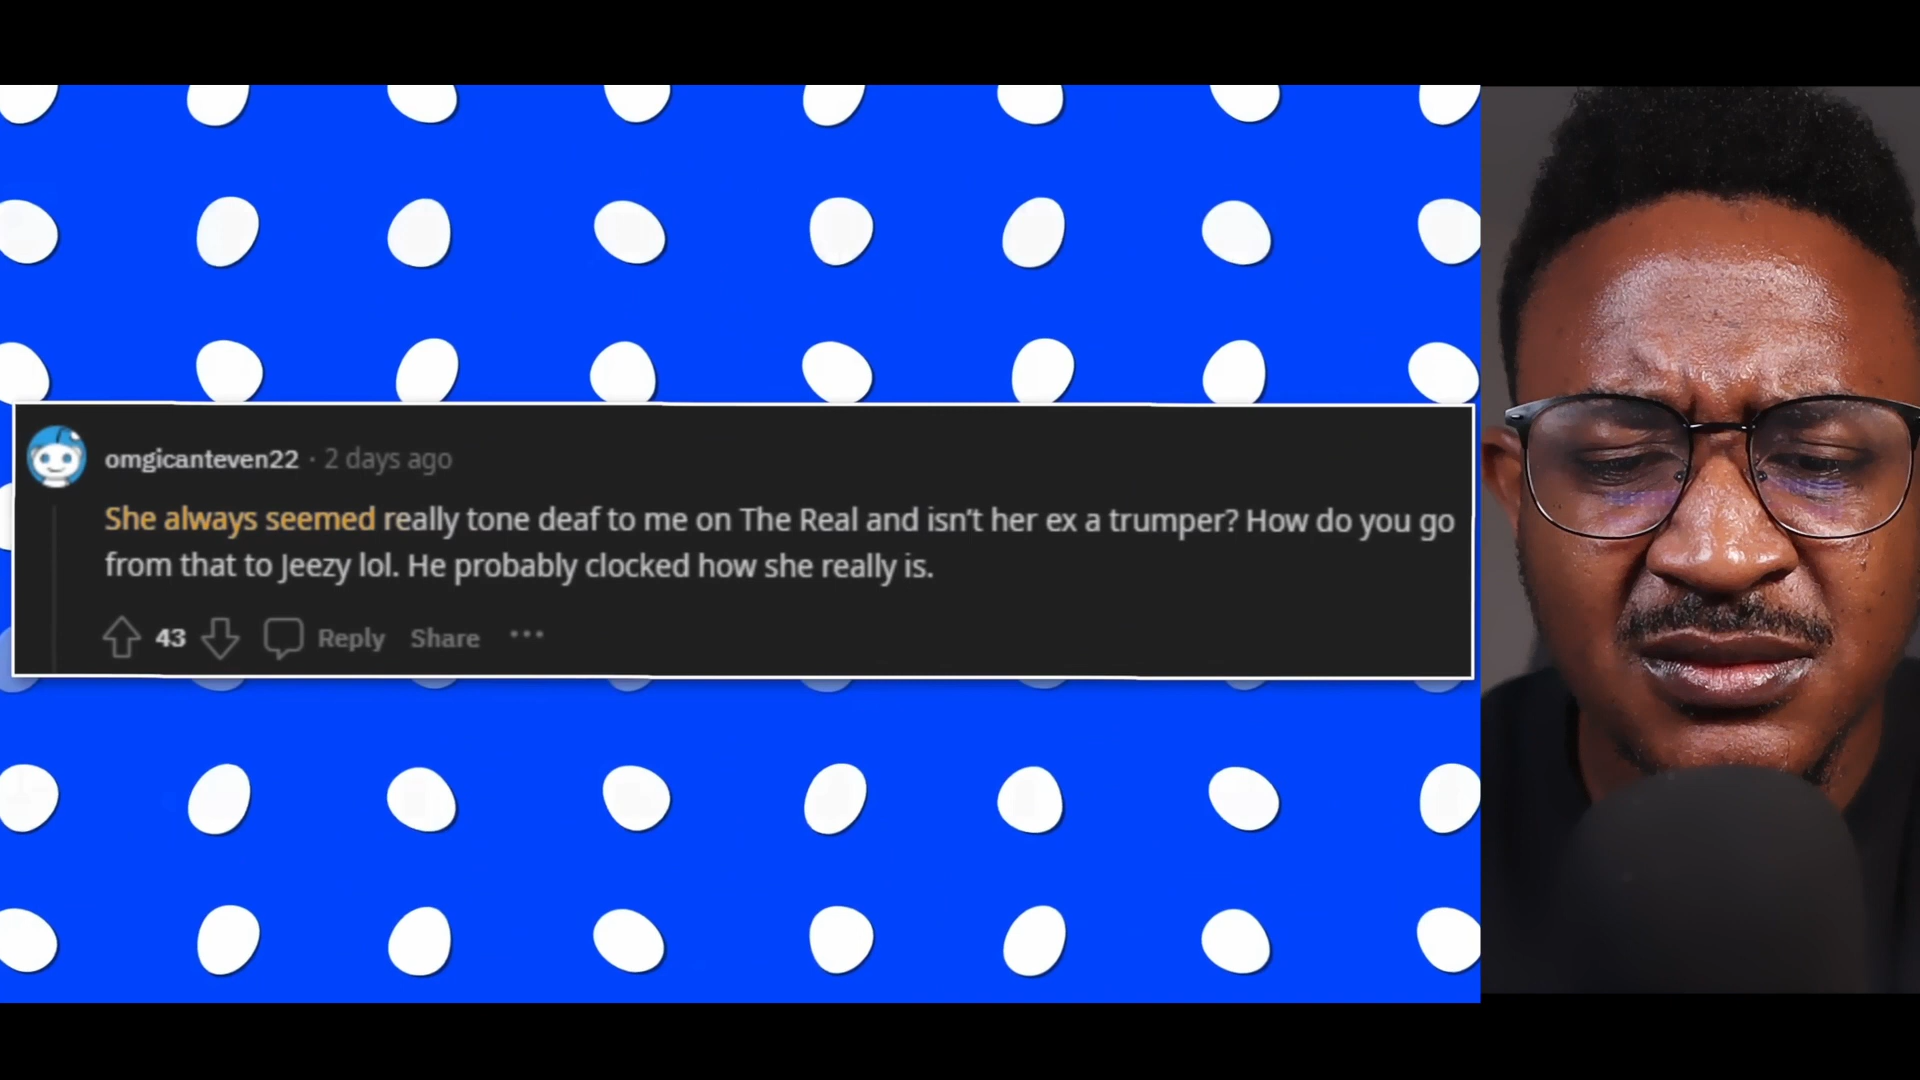 omgicanteven22 · 2 days ago
She always seemed really tone deaf to me on The Real and isn’t her ex a trumper? How do you go
from that to Jeezy lol. He probably clocked how she really is.
43 Reply Share ···